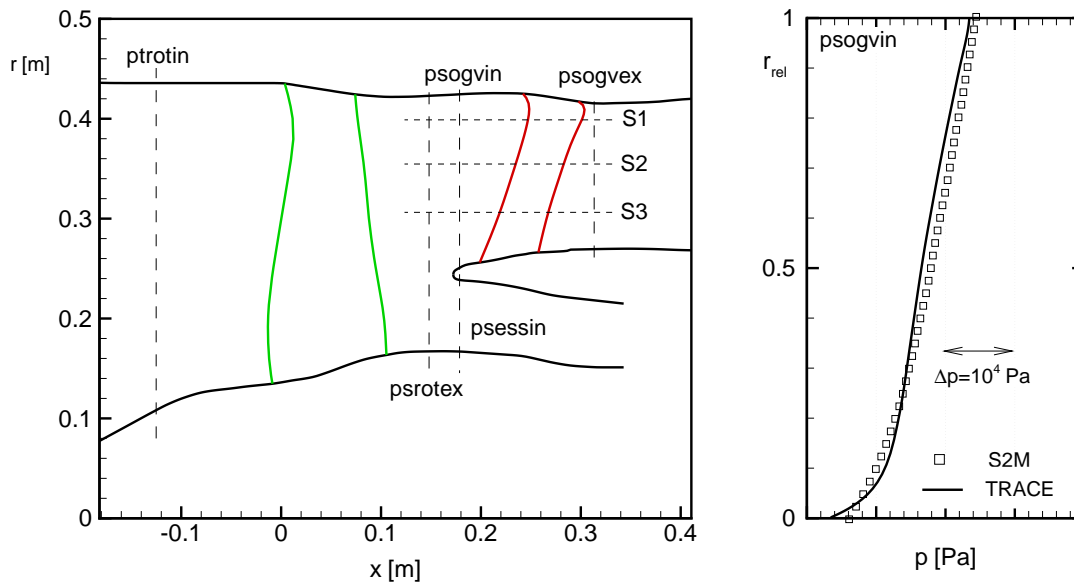 0.5
r [m]
0.4
0.3
0.2
0.1
0
ptrotin
psogvin
psogvex
S1
S2
S3
psessin
psrotex
-0.1
0
0.1
0.2
0.3
0.4
x [m]
1
psogvin
r_rel
0.5
Δp=10⁴ Pa
S2M
TRACE
0
p [Pa]